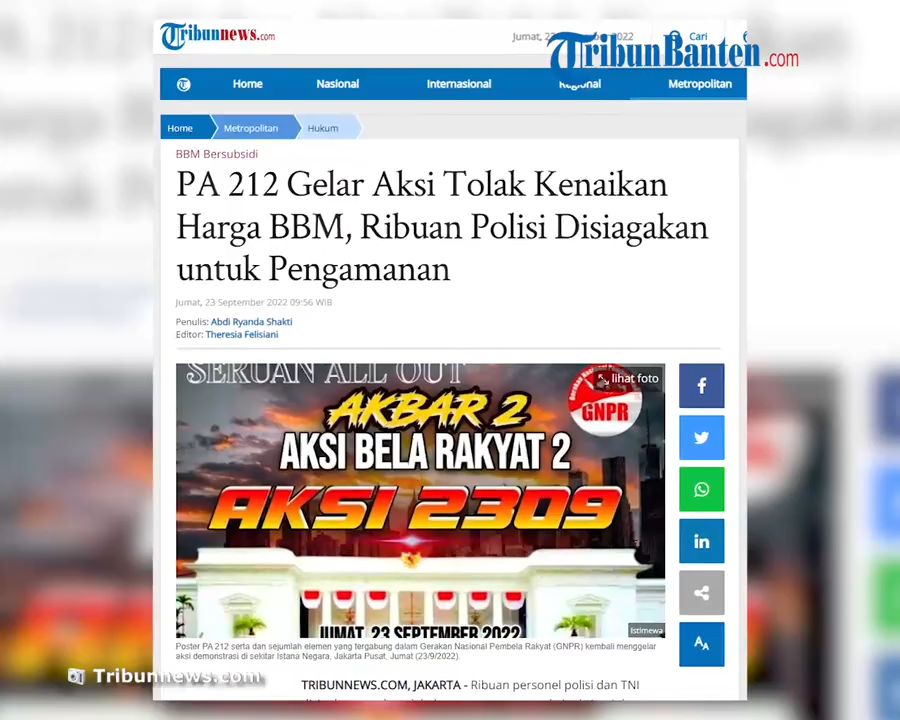 Tribunnews.com
Jumat, 23 2022
Cari
TribunBanten.com
Home
Nasional
Internasional
Regional
Metropolitan
Home
Metropolitan
Hukum
BBM Bersubsidi
PA 212 Gelar Aksi Tolak Kenaikan
Harga BBM, Ribuan Polisi Disiagakan
untuk Pengamanan
Jumat, 23 September 2022 09:56 WIB
Penulis: Abdi Ryanda Shakti
Editor: Theresia Felisiani
SERUAN ALL OUT
lihat foto
AKBAR 2
GNPR
AKSI BELA RAKYAT 2
AKSI 2309
JUMAT, 23 SEPTEMBER 2022
Istimewa
Poster PA 212 serta dan sejumlah elemen yang tergabung dalam Gerakan Nasional Pembela Rakyat (GNPR) kembali menggelar
aksi demonstrasi di sekitar Istana Negara, Jakarta Pusat, Jumat (23/9/2022).
Tribunnews.com
TRIBUNNEWS.COM, JAKARTA - Ribuan personel polisi dan TNI